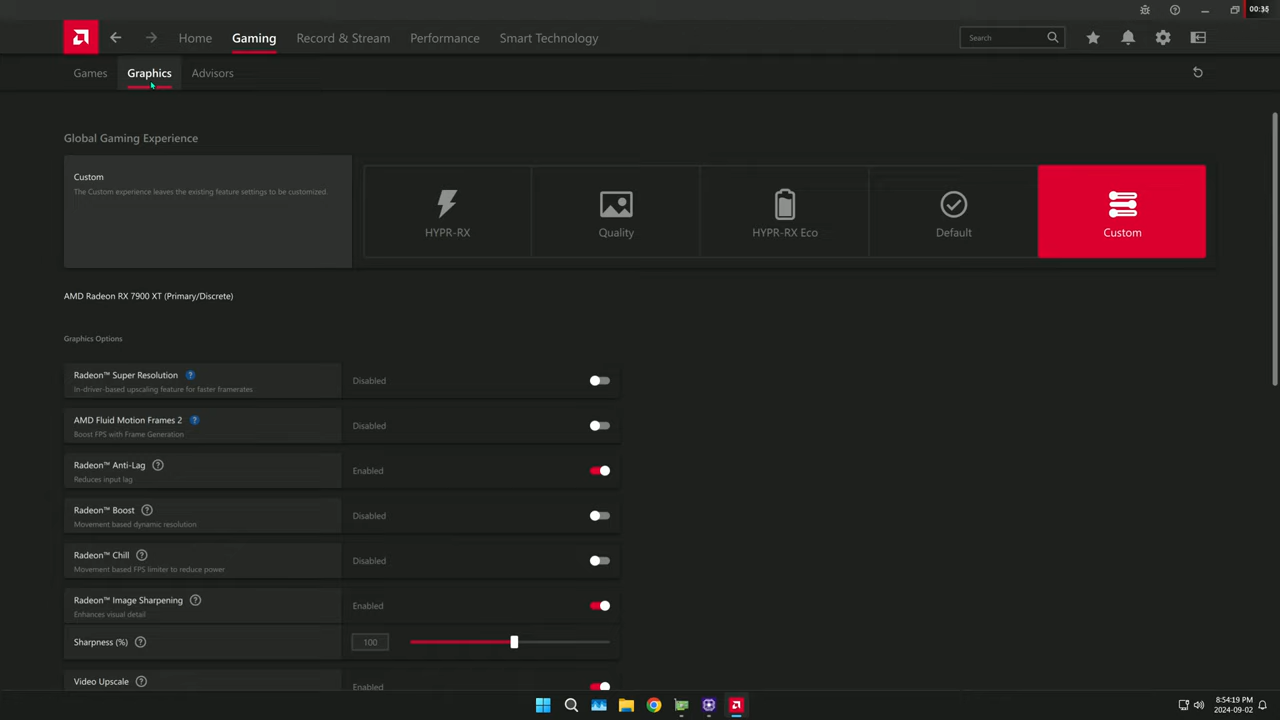 00:35
Home
Gaming
Record & Stream
Performance
Smart Technology
Search
Games
Graphics
Advisors
Global Gaming Experience
Custom
The Custom experience leaves the existing feature settings to be customized.
HYPR-RX
Quality
HYPR-RX Eco
Default
Custom
AMD Radeon RX 7900 XT (Primary/Discrete)
Graphics Options
Radeon™ Super Resolution ?
In-driver-based upscaling feature for faster framerates
Disabled
AMD Fluid Motion Frames 2 ?
Boost FPS with Frame Generation
Disabled
Radeon™ Anti-Lag ?
Reduces input lag
Enabled
Radeon™ Boost ?
Movement based dynamic resolution
Disabled
Radeon™ Chill ?
Movement based FPS limiter to reduce power
Disabled
Radeon™ Image Sharpening ?
Enhances visual detail
Enabled
Sharpness (%) ?
100
Video Upscale ?
Enabled
8:54:19 PM
2024-09-02